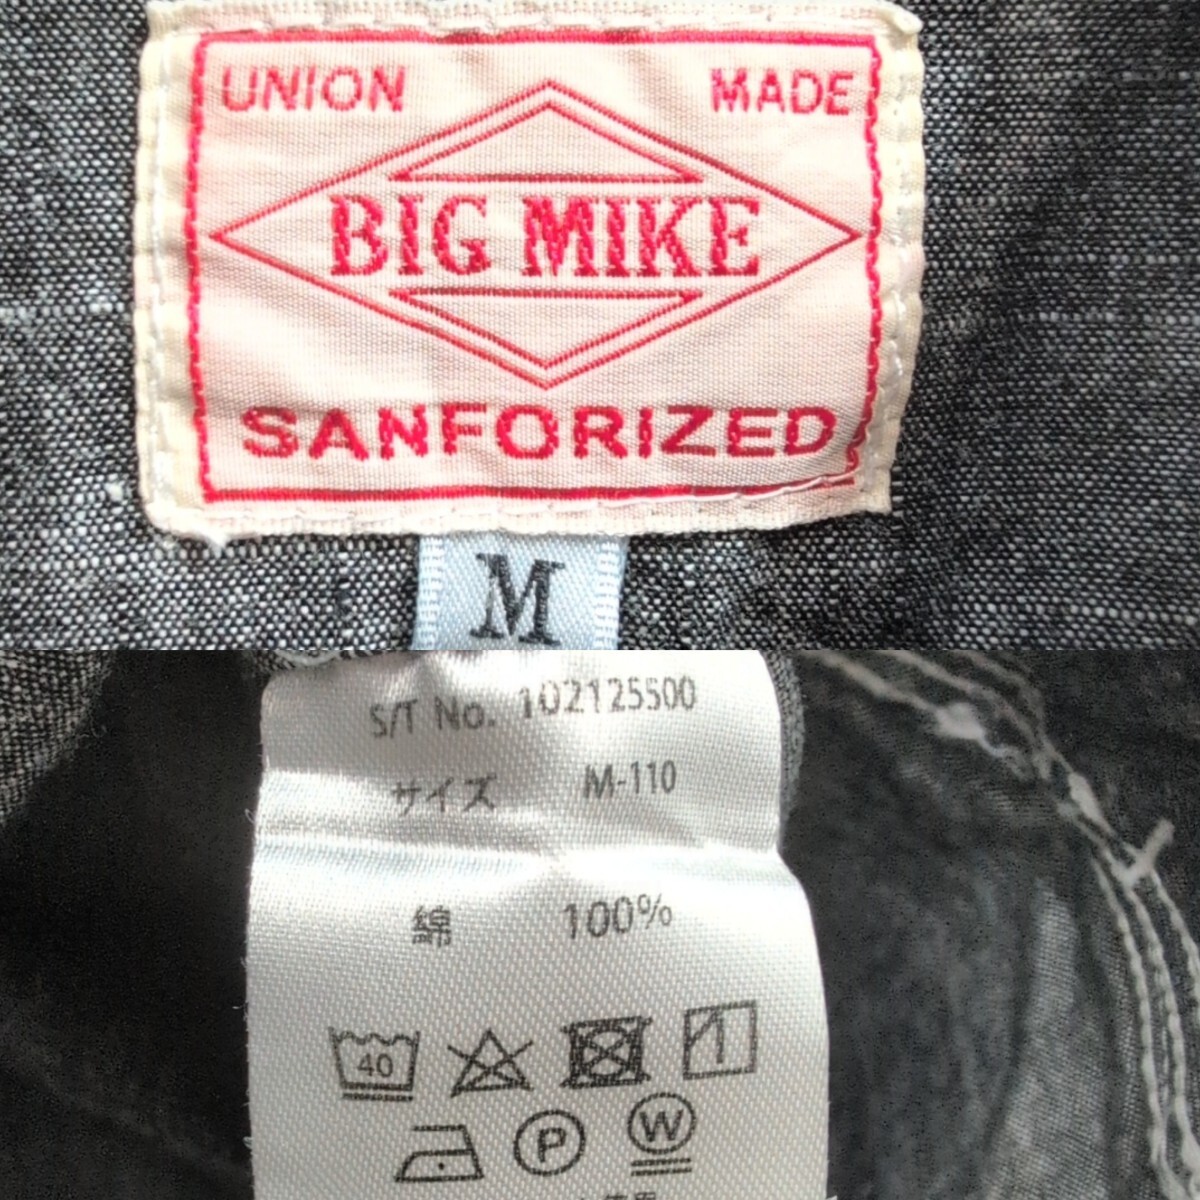 UNION MADE
BIG MIKE
SANFORIZED
M
S/T No. 102125500
サイズ M-110
綿 100%
40
P
W